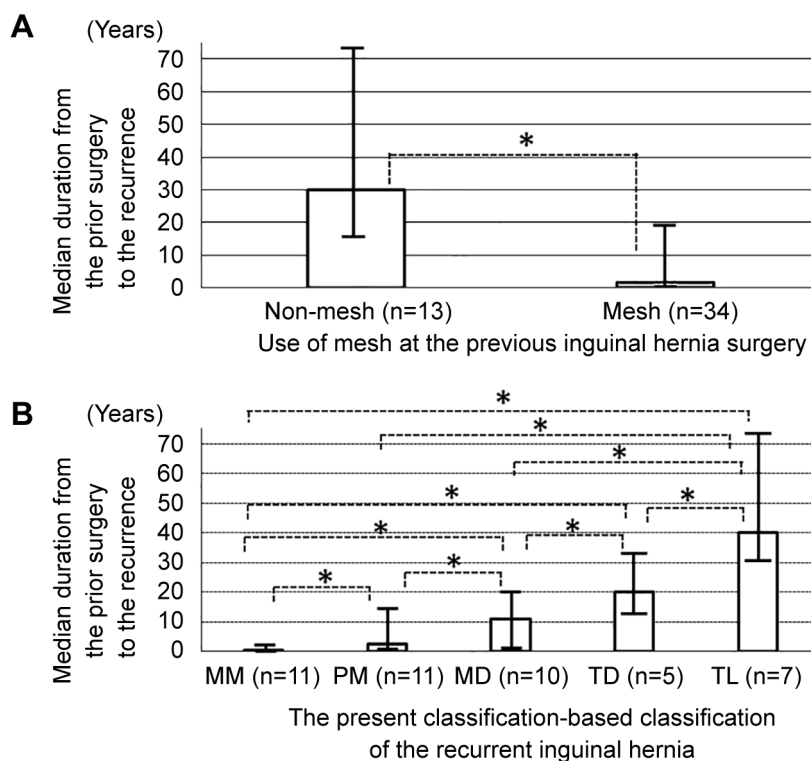 A
(Years)
Median duration from
the prior surgery
to the recurrence
70
60
50
40
30
20
10
0
*
Non-mesh (n=13)
Mesh (n=34)
Use of mesh at the previous inguinal hernia surgery
B
(Years)
Median duration from
the prior surgery
to the recurrence
70
60
50
40
30
20
10
0
*
*
*
*
*
*
*
*
*
MM (n=11)
PM (n=11)
MD (n=10)
TD (n=5)
TL (n=7)
The present classification-based classification
of the recurrent inguinal hernia